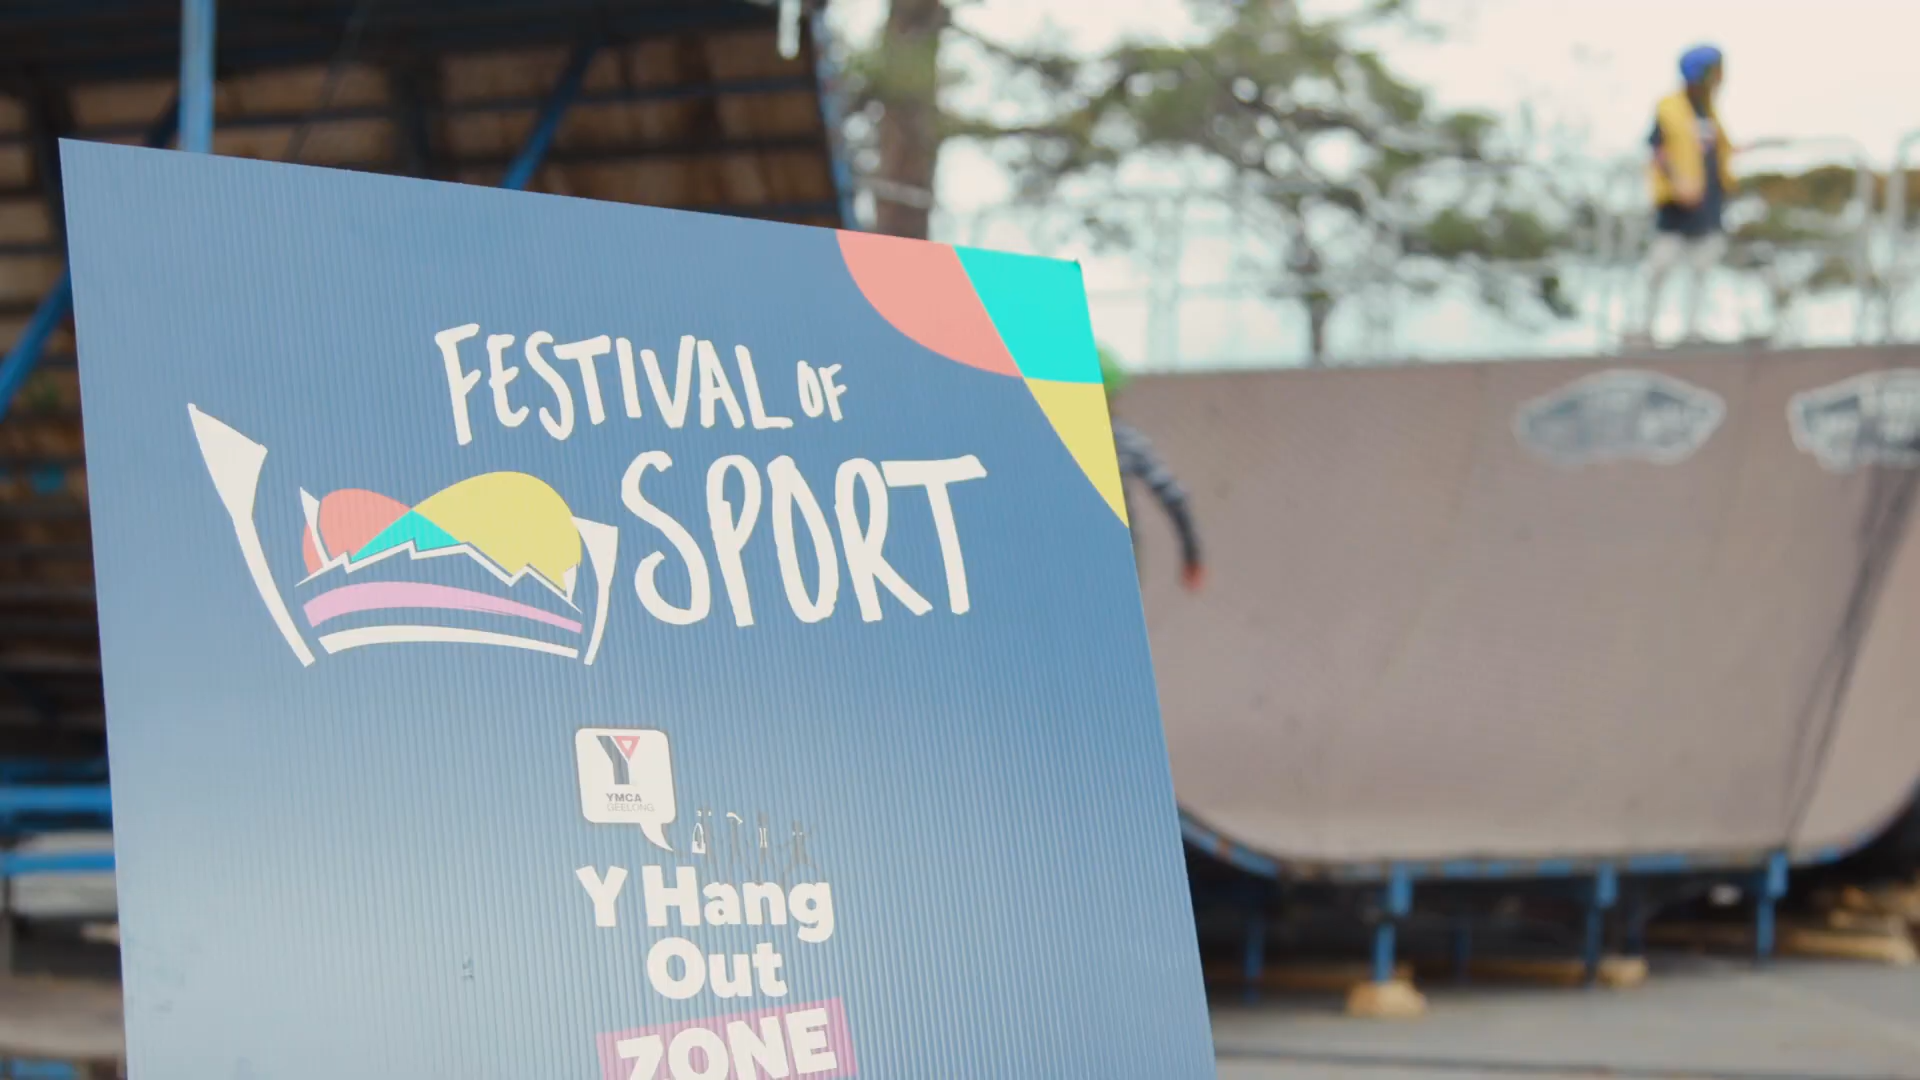 FESTIVAL OF
SPORT
Y
YMCA
GEELONG
Y Hang
Out
ZONE